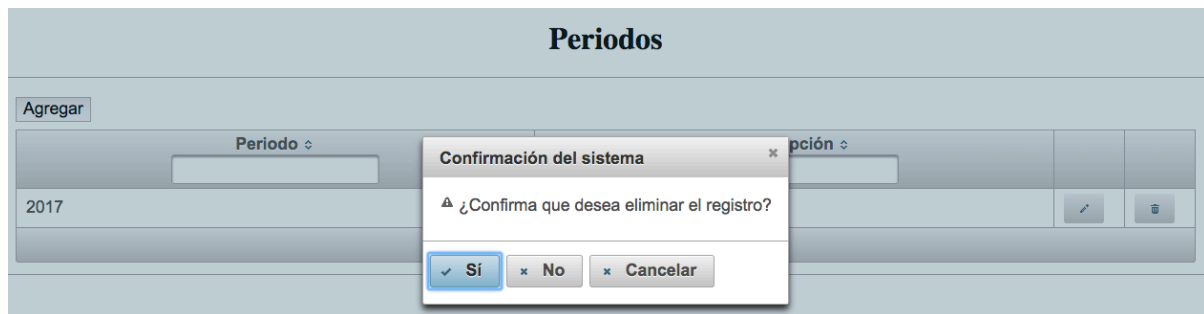 Periodos
Agregar
Periodo
pción
Confirmación del sistema
¿Confirma que desea eliminar el registro?
2017
Sí
No
Cancelar